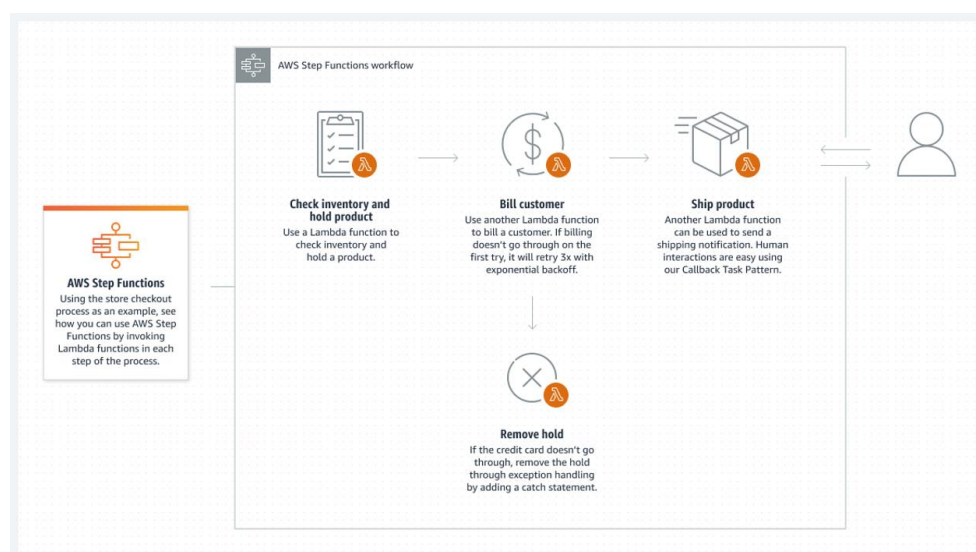 AWS Step Functions workflow
Check inventory and
hold product
Use a Lambda function to
check inventory and
hold a product.
Bill customer
Use another Lambda function
to bill a customer. If billing
doesn't go through on the
first try, it will retry 3x with
exponential backoff.
Ship product
Another Lambda function
can be used to send a
shipping notification. Human
interactions are easy using
our Callback Task Pattern.
AWS Step Functions
Using the store checkout
process as an example, see
how you can use AWS Step
Functions by invoking
Lambda functions in each
step of the process.
Remove hold
If the credit card doesn't go
through, remove the hold
through exception handling
by adding a catch statement.